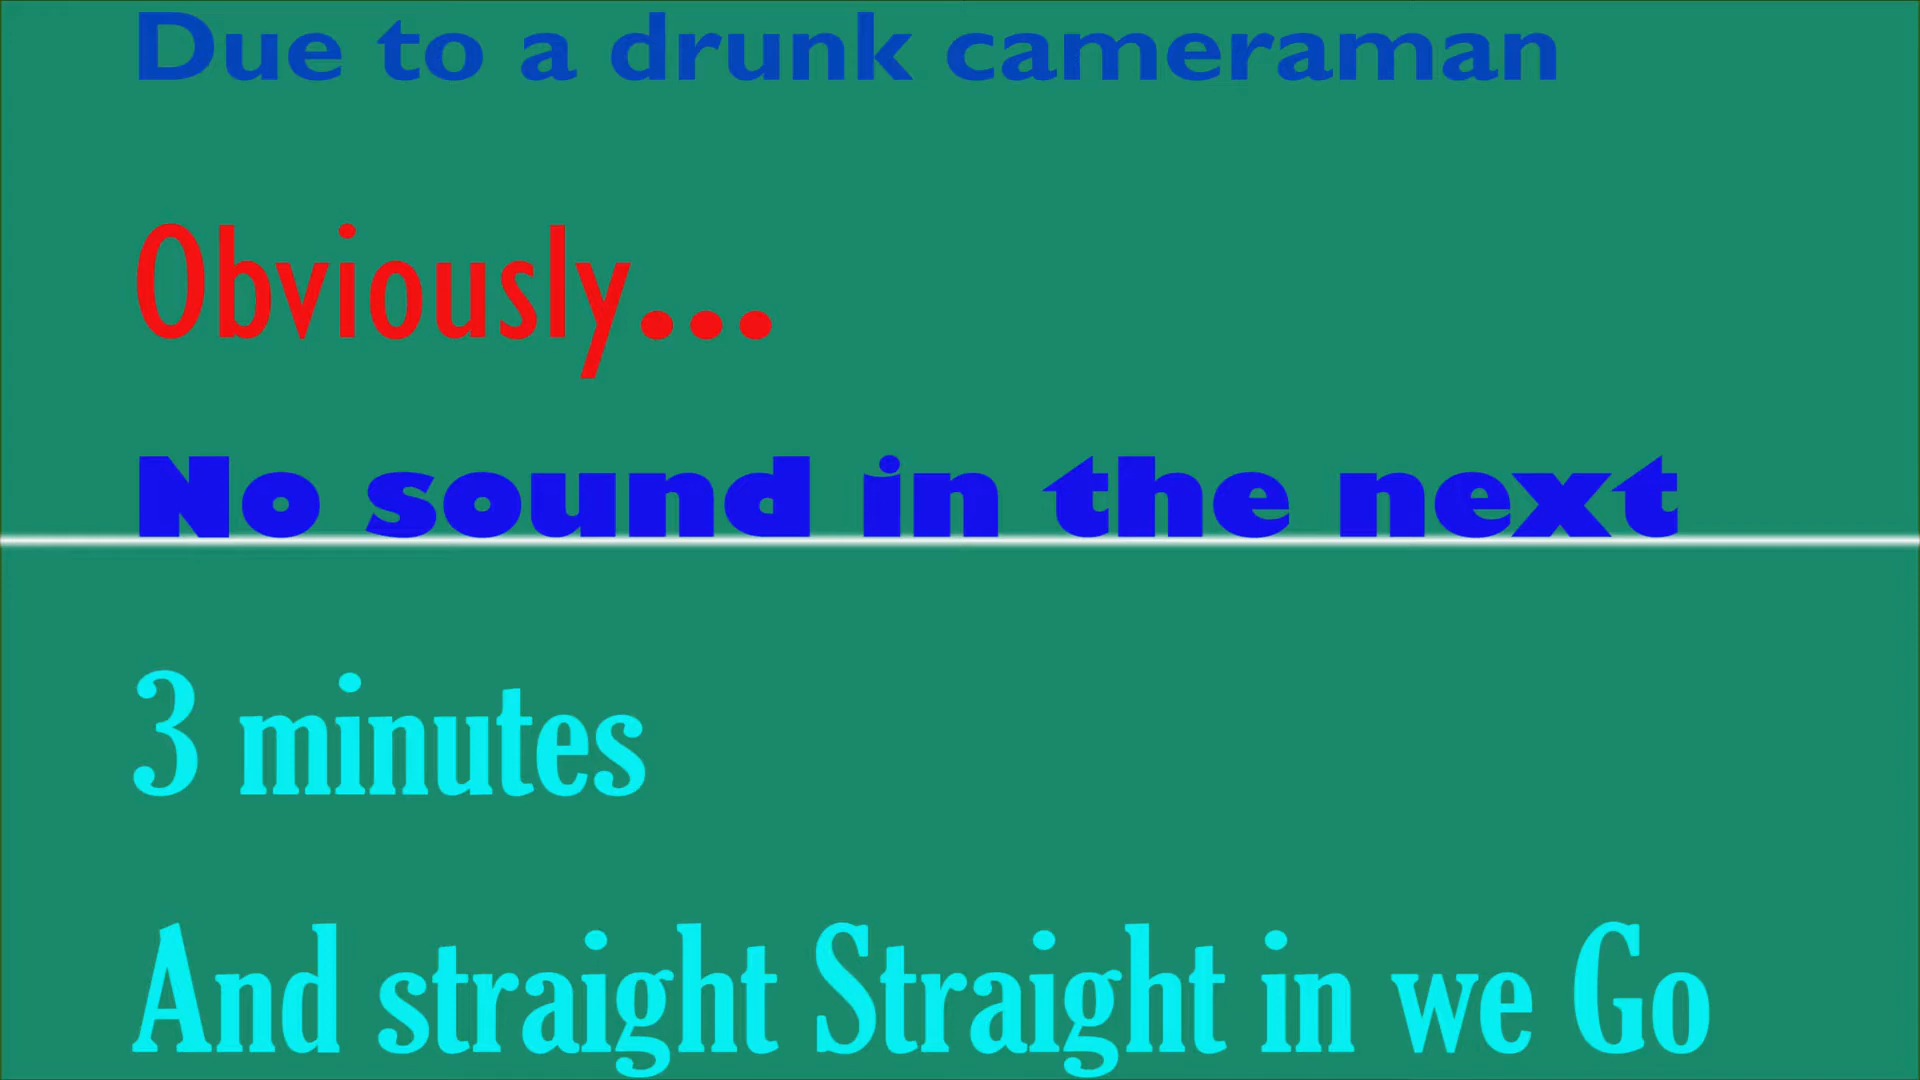 Due to a drunk cameraman
Obviously...
No sound in the next
3 minutes
And straight Straight in we Go